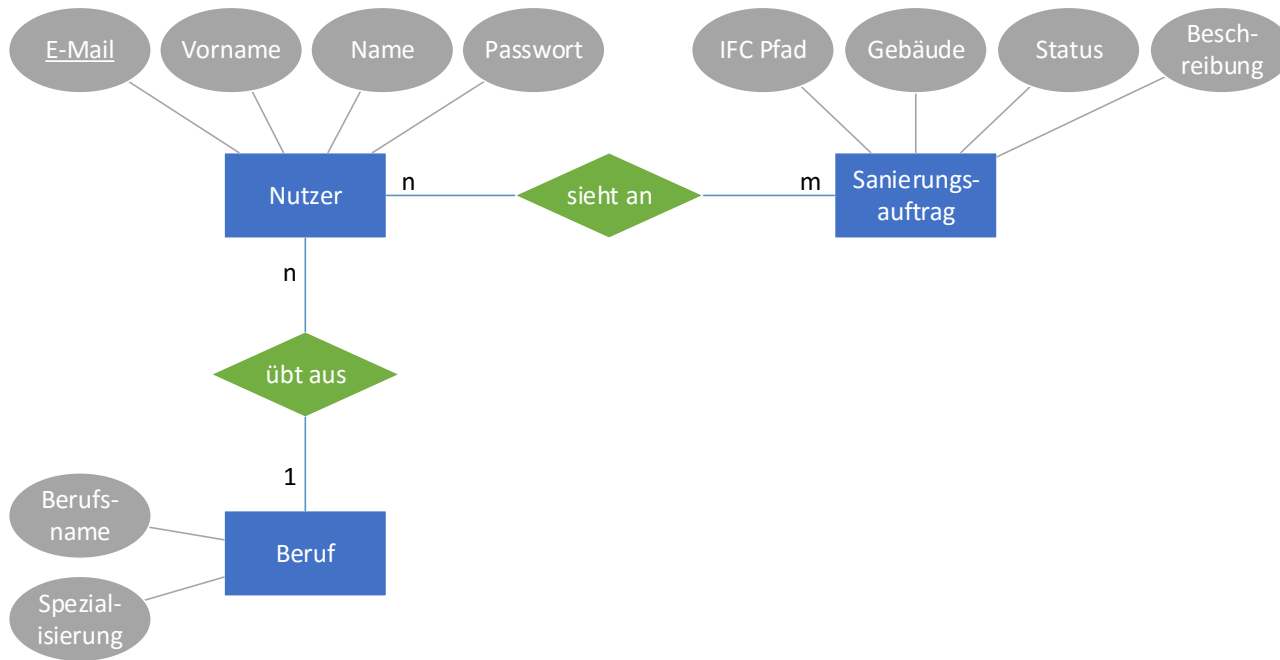 E-Mail
Vorname
Name
Passwort
IFC Pfad
Gebäude
Status
Besch-
reibung
Nutzer
n
sieht an
m
Sanierungs-
auftrag
n
übt aus
1
Berufs-
name
Beruf
Spezial-
isierung